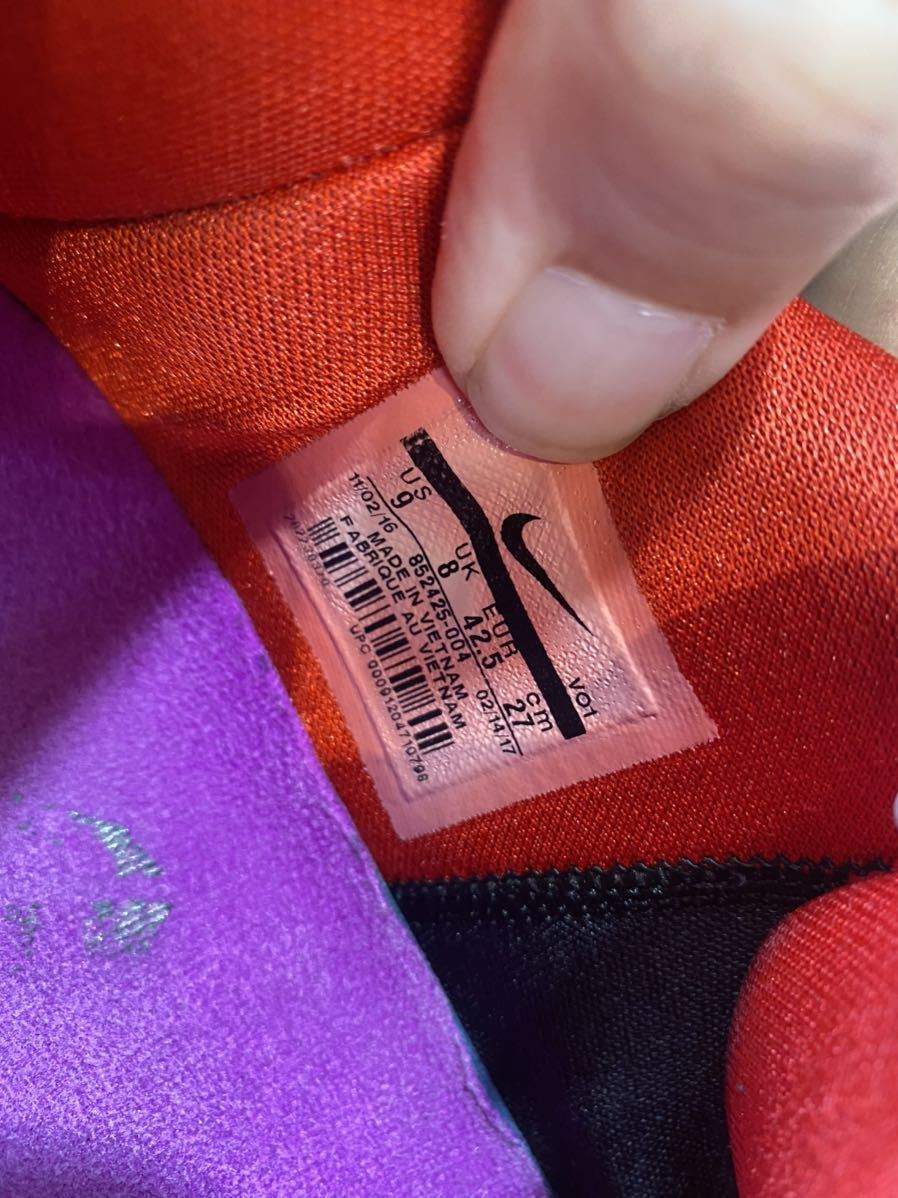 US UK EUR cm
9 8 42.5 27
VO1
11/02/16 852425-004 02/14/17
MADE IN VIETNAM
FABRIQUE AU VIETNAM
UPC 00091204710796